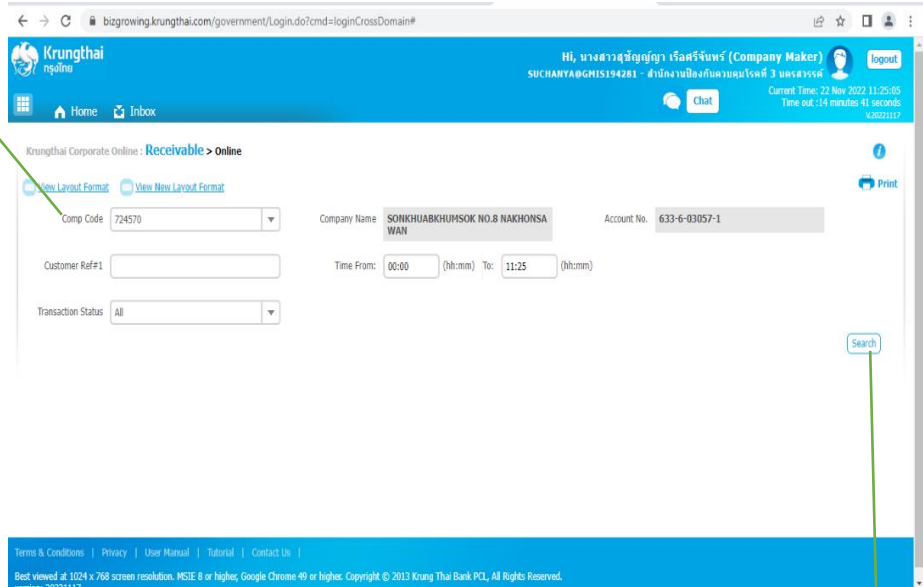 bizgrowing.krungthai.com/government/Login.do?cmd=loginCrossDomain#
Krungthai
กรุงไทย
Hi, นางสาวสุชัญญ์ญา เรือศรีจันทร์ (Company Maker)
logout
SUCHANYA@GMIS194281 - สำนักงานป้องกันควบคุมโรคที่ 3 นครสวรรค์
Home Inbox
Chat
Current Time: 22 Nov 2022 11:25:05
Time out :14 minutes 41 seconds
V.20221117
Krungthai Corporate Online : Receivable > Online
View Layout Format View New Layout Format
Print
Comp Code 724570 Company Name SONKHUABKHUMSOK NO.8 NAKHONSA
WAN
Account No. 633-6-03057-1
Customer Ref#1 Time From: 00:00 (hh:mm) To: 11:25 (hh:mm)
Transaction Status All
Search
Terms & Conditions | Privacy | User Manual | Tutorial | Contact Us |
Best viewed at 1024 x 768 screen resolution. MSIE 8 or higher, Google Chrome 49 or higher. Copyright © 2013 Krung Thai Bank PCL, All Rights Reserved.
version: 20221117